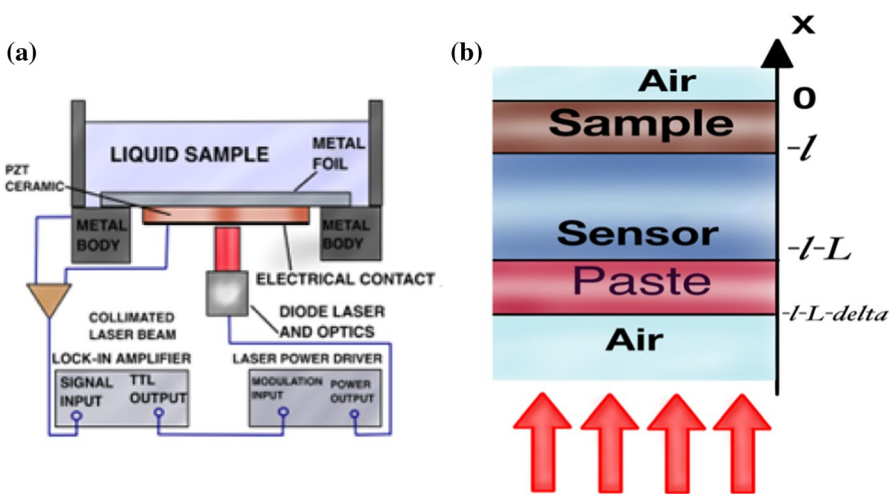 (a)
LIQUID SAMPLE
METAL
FOIL
PZT
CERAMIC
METAL
BODY
METAL
BODY
ELECTRICAL CONTACT
DIODE LASER
AND OPTICS
COLLIMATED
LASER BEAM
LOCK-IN AMPLIFIER
LASER POWER DRIVER
SIGNAL
INPUT
TTL
OUTPUT
MODULATION
INPUT
POWER
OUTPUT
(b)
X
Air
0
Sample
-l
Sensor
-l-L
Paste
-l-L-delta
Air